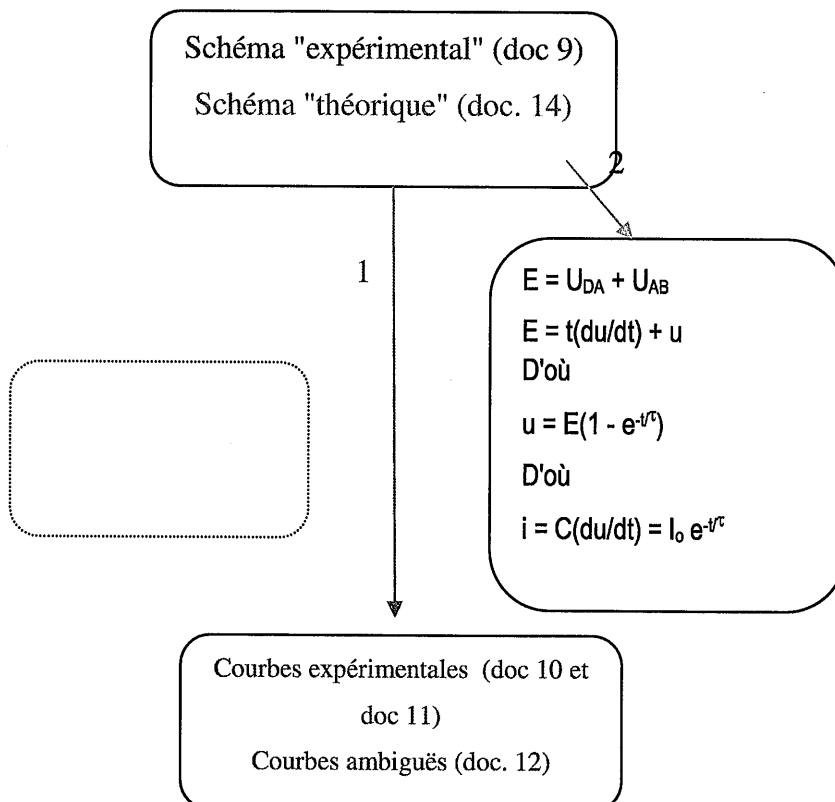 Schéma "expérimental" (doc 9)
Schéma "théorique" (doc. 14)
2
1
E = U_DA + U_AB
E = t(du/dt) + u
D'où
u = E(1 - e^-t/τ)
D'où
i = C(du/dt) = I_o e^-t/τ
Courbes expérimentales (doc 10 et
doc 11)
Courbes ambiguës (doc. 12)